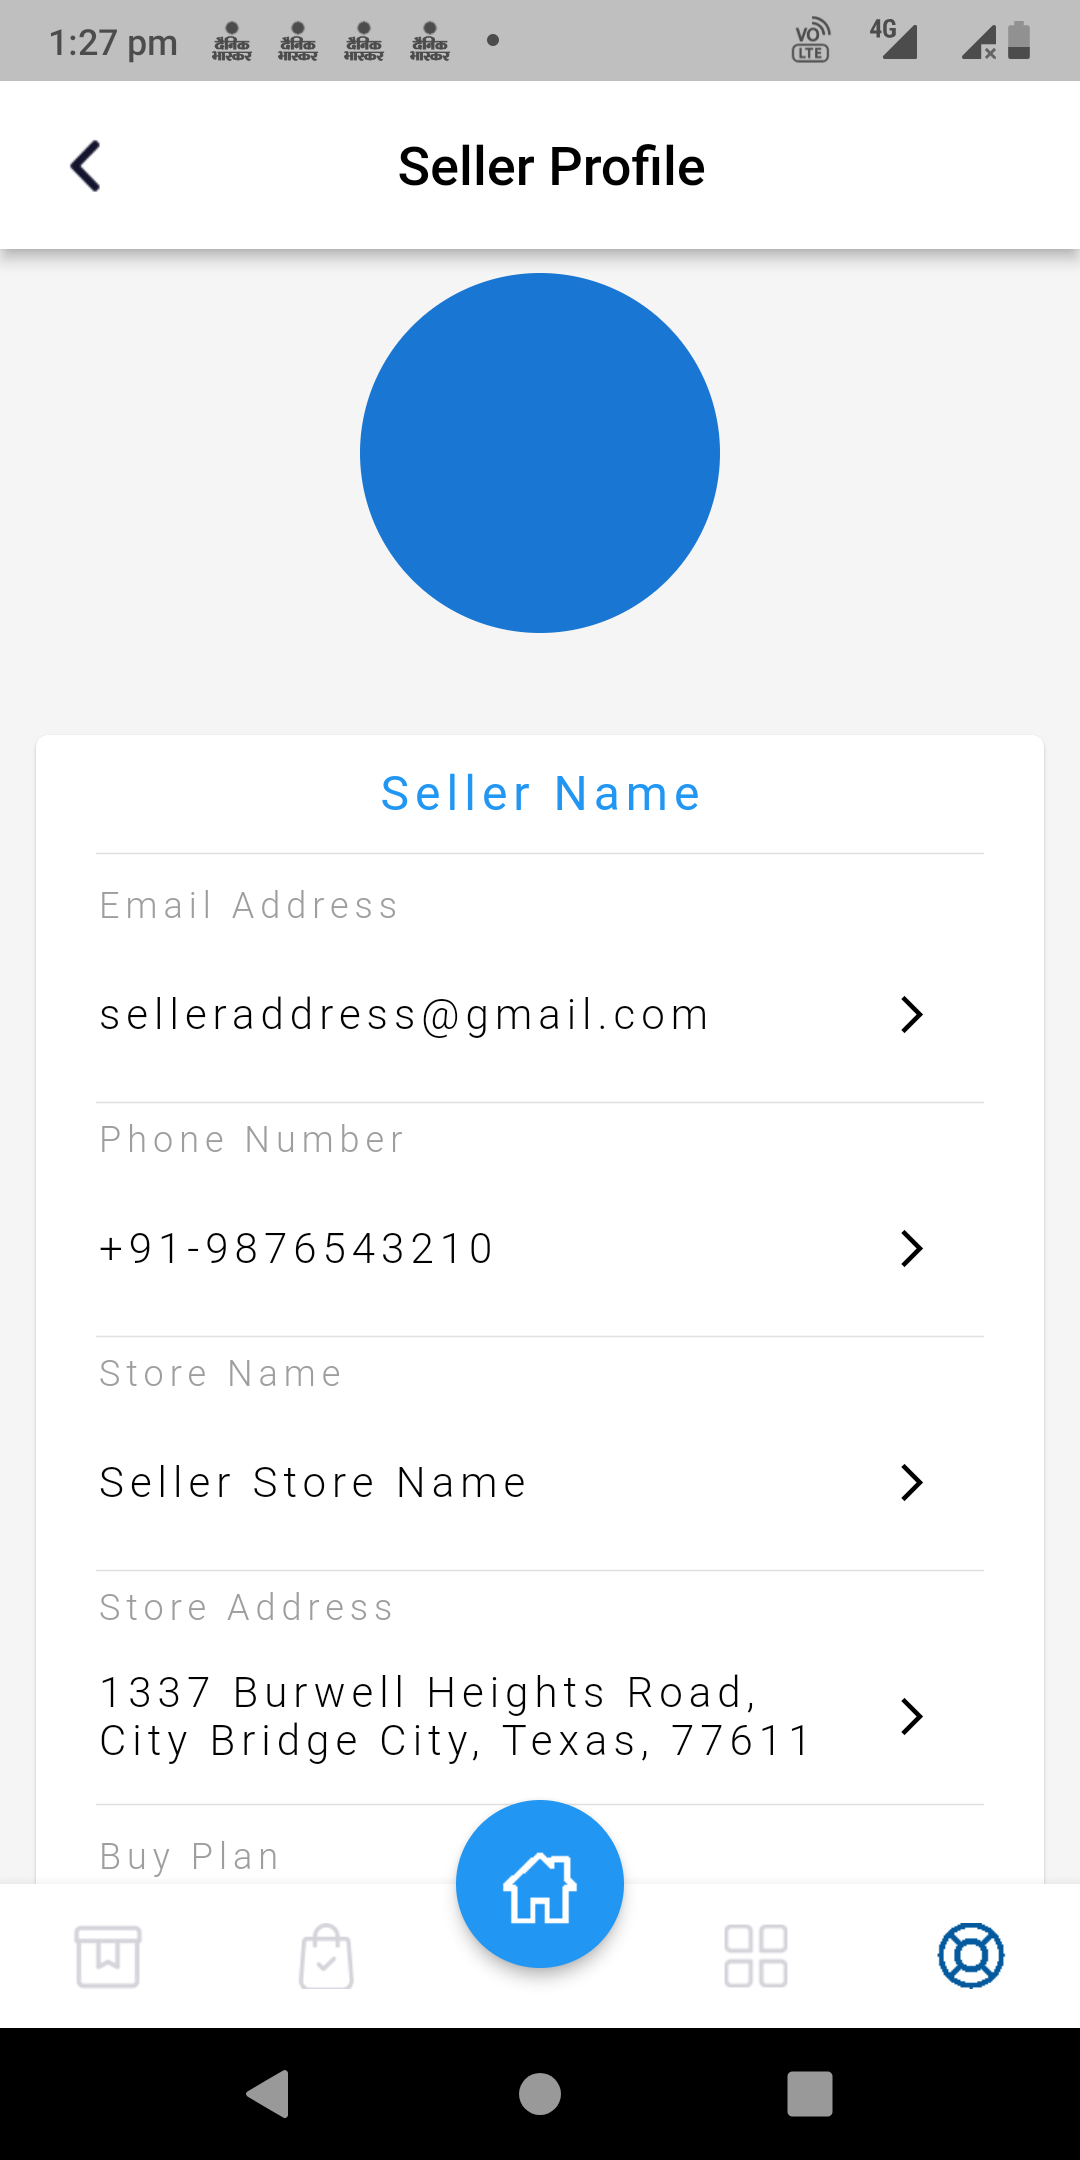 1:27 pm
दैनिक भास्कर दैनिक भास्कर दैनिक भास्कर दैनिक भास्कर
VO LTE 4G
Seller Profile
Seller Name
Email Address
selleraddress@gmail.com
Phone Number
+91-9876543210
Store Name
Seller Store Name
Store Address
1337 Burwell Heights Road,
City Bridge City, Texas, 77611
Buy Plan